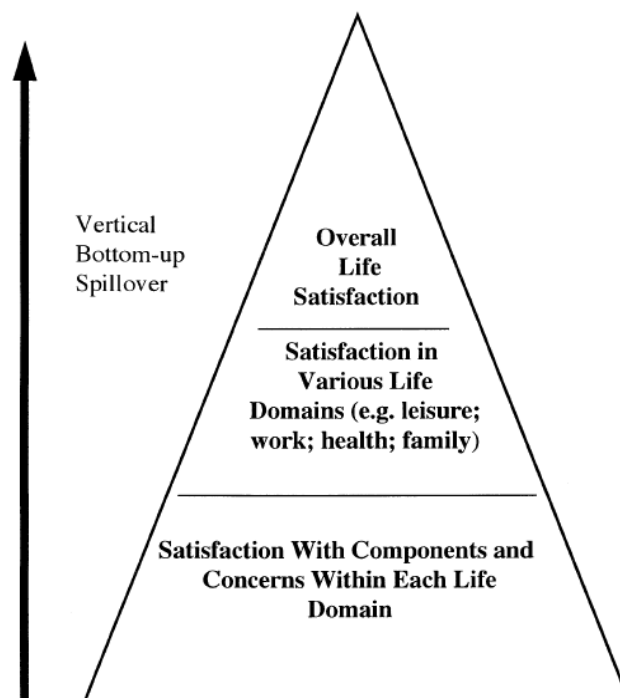 Vertical
Bottom-up
Spillover
Overall
Life
Satisfaction
Satisfaction in
Various Life
Domains (e.g. leisure;
work; health; family)
Satisfaction With Components and
Concerns Within Each Life
Domain